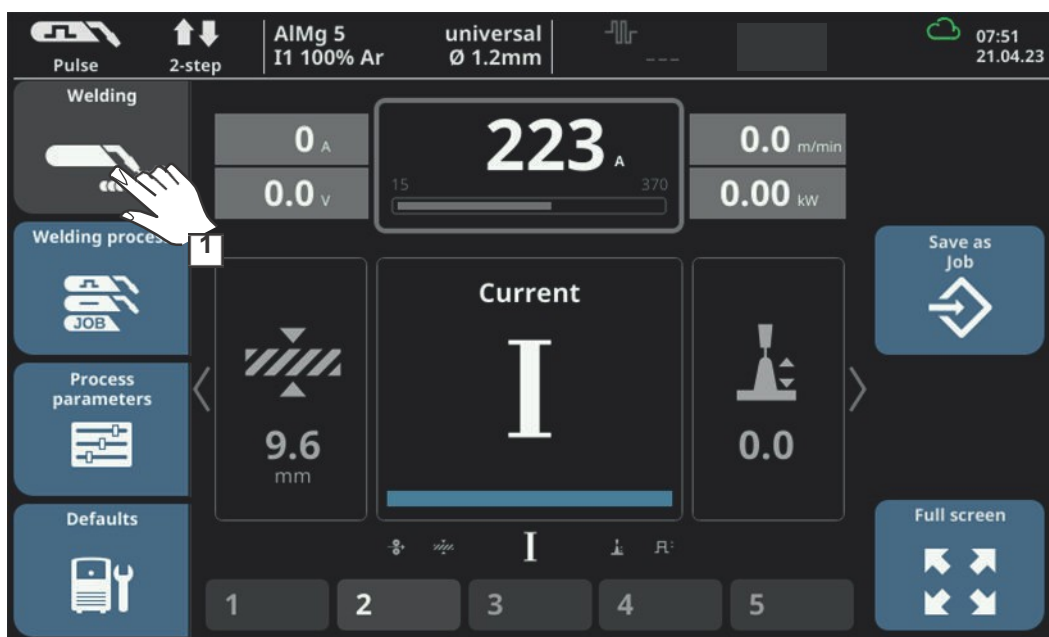 Pulse
2-step
AlMg 5
I1 100% Ar
universal
Ø 1.2mm
---
07:51
21.04.23
Welding
0 A
0.0 V
223 A
15
370
0.0 m/min
0.00 kW
1
Welding proces
JOB
Process
parameters
Defaults
9.6
mm
Current
I
0.0
Save as
Job
Full screen
I
1
2
3
4
5